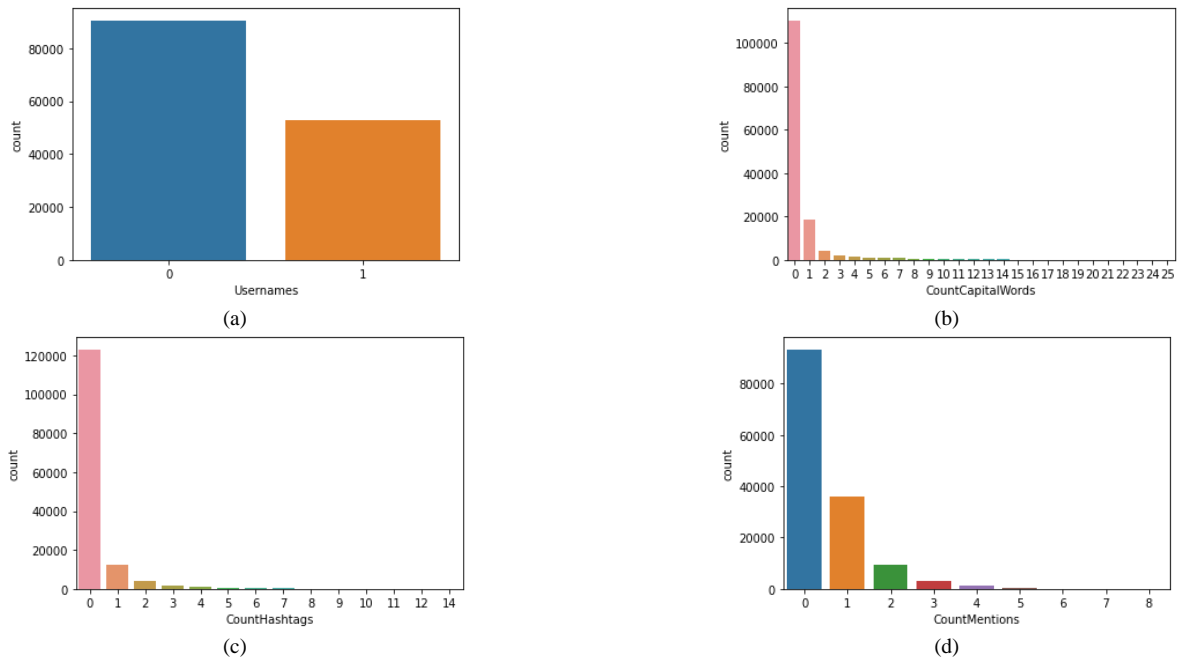 80000
60000
40000
20000
0
count
0 1
Usernames
(a)
100000
80000
60000
40000
20000
0
count
0 1 2 3 4 5 6 7 8 9 10 11 12 13 14 15 16 17 18 19 20 21 22 23 25
CountCapitalWords
(b)
120000
100000
80000
60000
40000
20000
0
count
0 1 2 3 4 5 6 7 8 9 10 11 12 14
CountHashtags
(c)
80000
60000
40000
20000
0
count
0 1 2 3 4 5 6 7 8
CountMentions
(d)